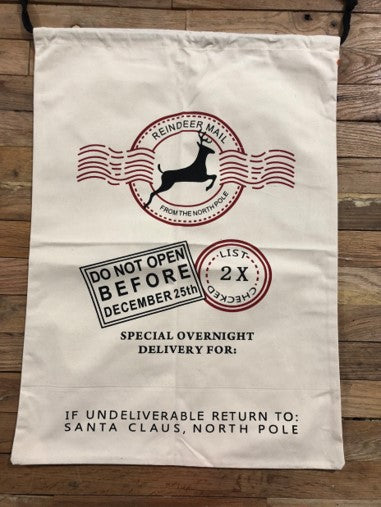 REINDEER MAIL
FROM THE NORTH POLE
DO NOT OPEN
BEFORE
DECEMBER 25th
LIST
2 X
CHECKED
SPECIAL OVERNIGHT
DELIVERY FOR:
IF UNDELIVERABLE RETURN TO:
SANTA CLAUS, NORTH POLE